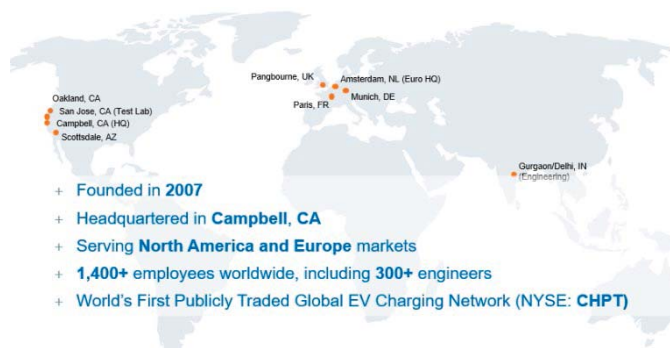 Pangbourne, UK
Amsterdam, NL (Euro HQ)
Munich, DE
Paris, FR
Oakland, CA
San Jose, CA (Test Lab)
Campbell, CA (HQ)
Scottsdale, AZ
Gurgaon/Delhi, IN
(Engineering)
+ Founded in 2007
+ Headquartered in Campbell, CA
+ Serving North America and Europe markets
+ 1,400+ employees worldwide, including 300+ engineers
+ World's First Publicly Traded Global EV Charging Network (NYSE: CHPT)